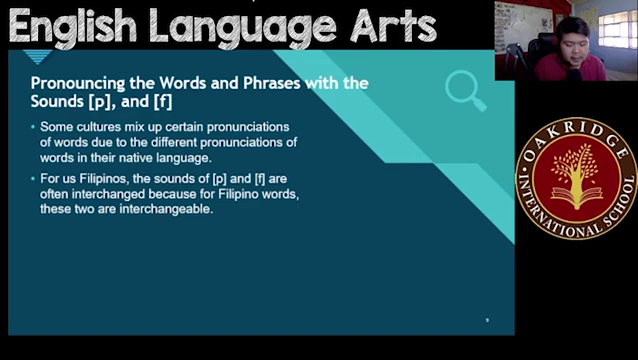 English Language Arts
Pronouncing the Words and Phrases with the
Sounds [p], and [f]
• Some cultures mix up certain pronunciations
of words due to the different pronunciations of
words in their native language.
• For us Filipinos, the sounds of [p] and [f] are
often interchanged because for Filipino words,
these two are interchangeable.
OAKRIDGE
INTERNATIONAL SCHOOL